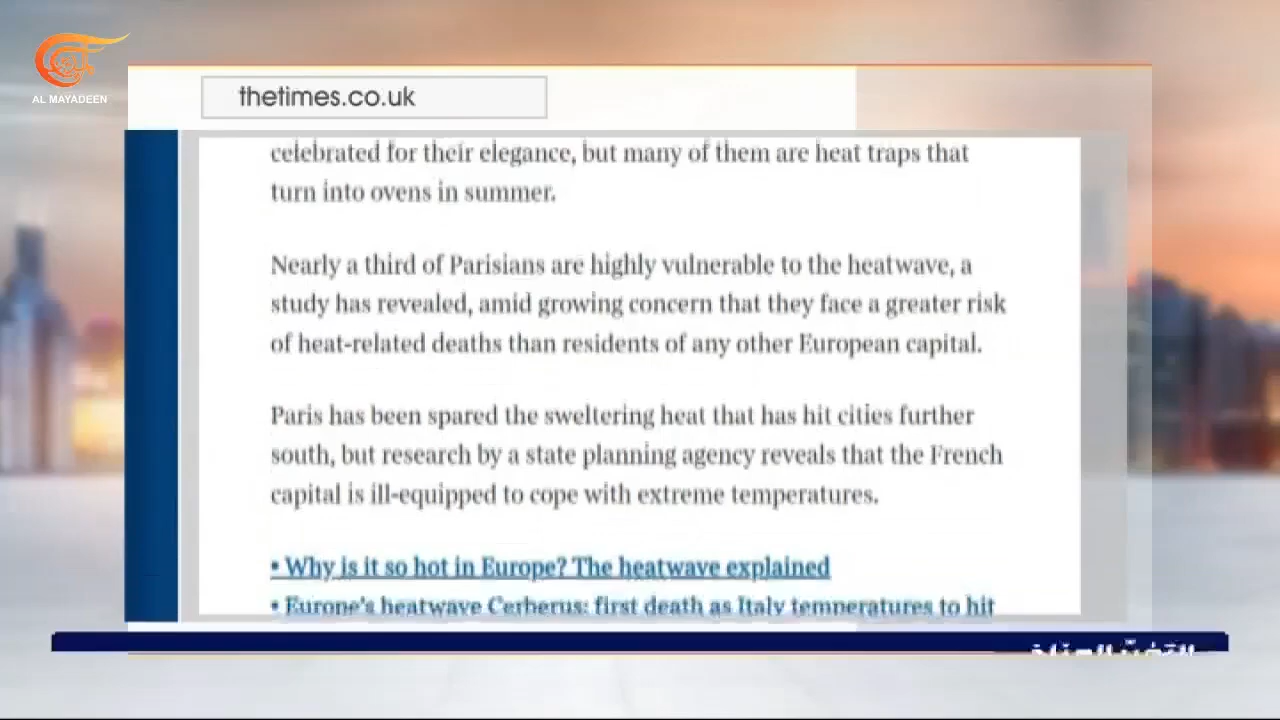 AL MAYADEEN
thetimes.co.uk
celebrated for their elegance, but many of them are heat traps that
turn into ovens in summer.
Nearly a third of Parisians are highly vulnerable to the heatwave, a
study has revealed, amid growing concern that they face a greater risk
of heat-related deaths than residents of any other European capital.
Paris has been spared the sweltering heat that has hit cities further
south, but research by a state planning agency reveals that the French
capital is ill-equipped to cope with extreme temperatures.
• Why is it so hot in Europe? The heatwave explained
• Europe's heatwave Cerberus: first death as Italy temperatures to hit